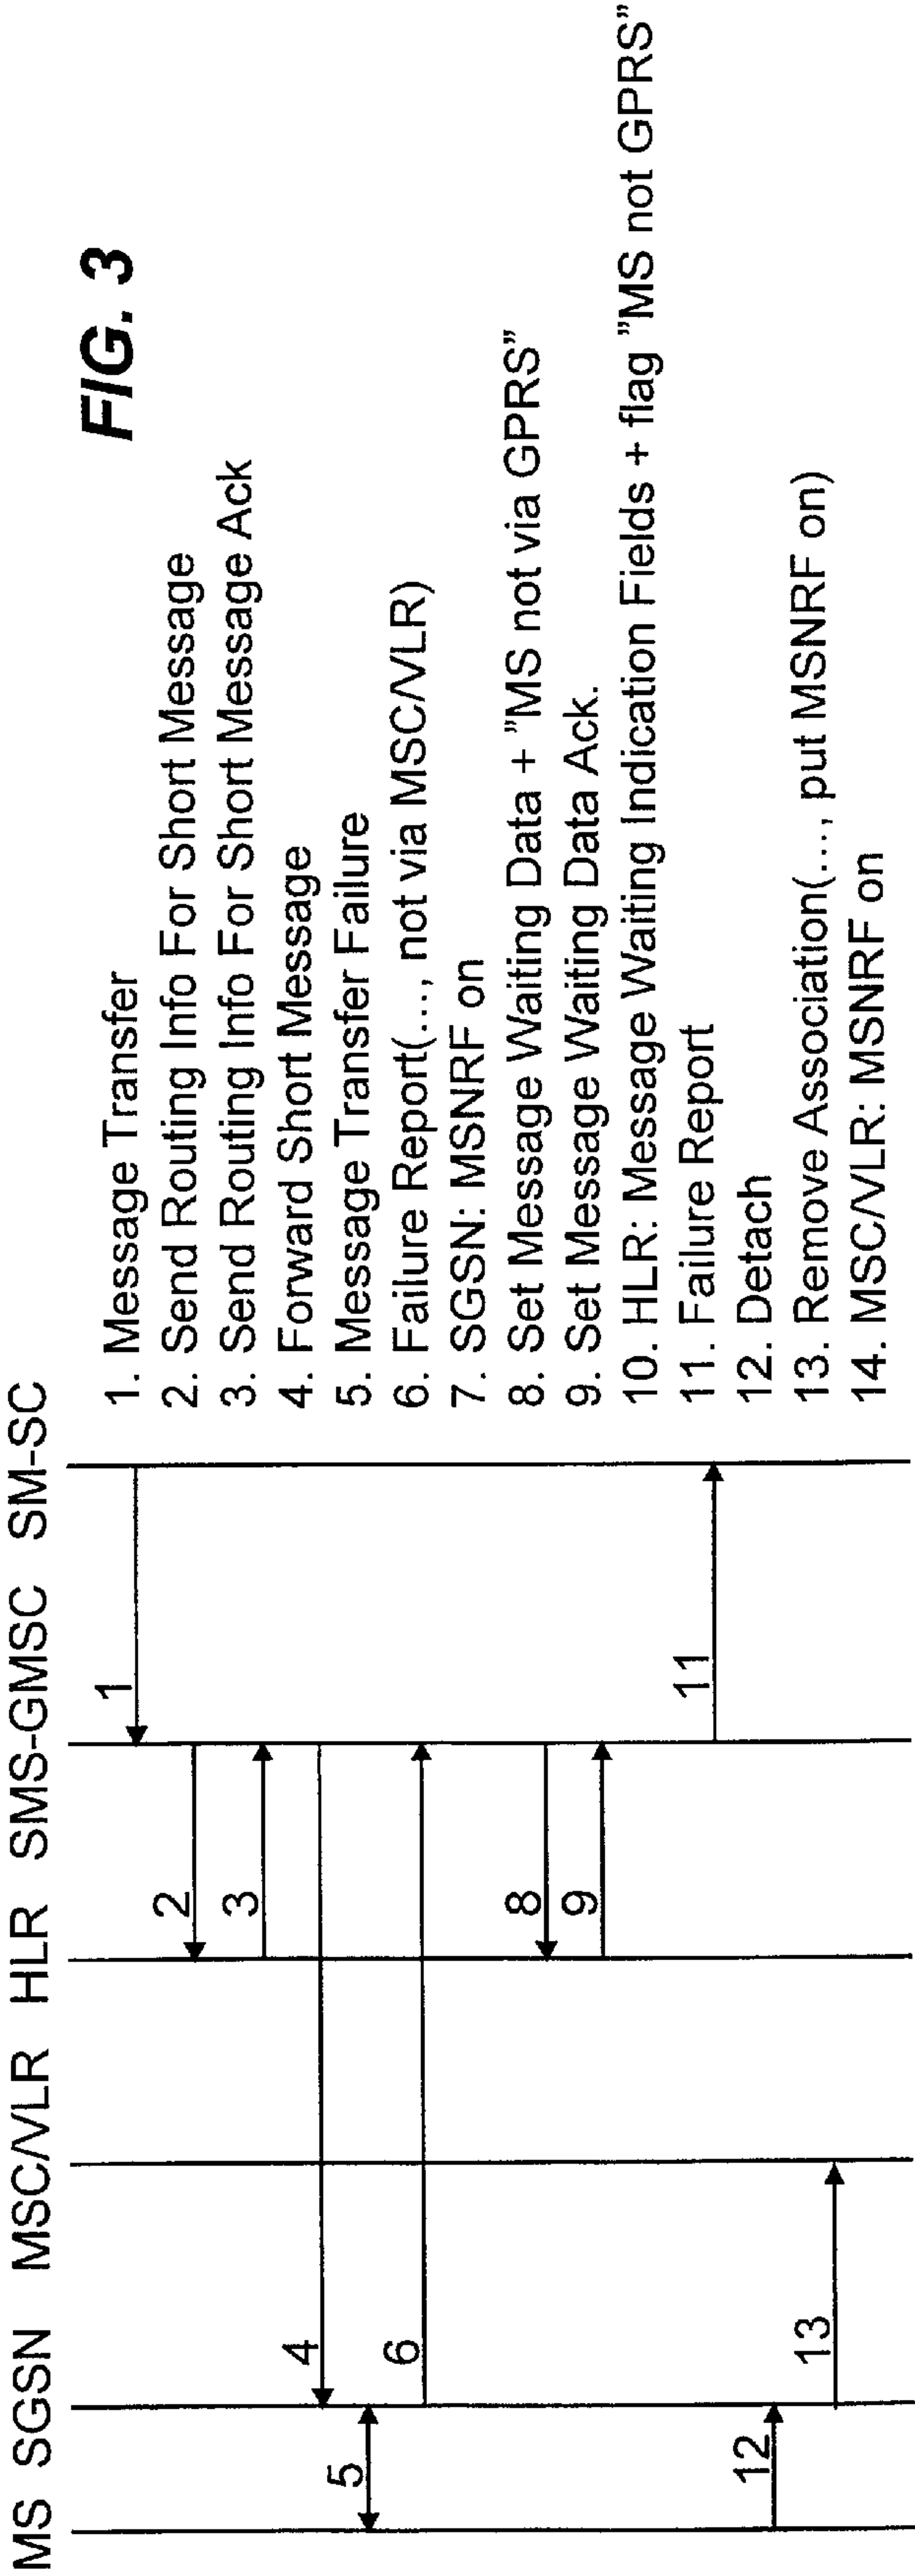 FIG. 3
MS SGSN MSC/VLR HLR SMS-GMSC SM-SC
1
2
3
4
5
6
8
9
11
12
13
1. Message Transfer
2. Send Routing Info For Short Message
3. Send Routing Info For Short Message Ack
4. Forward Short Message
5. Message Transfer Failure
6. Failure Report(..., not via MSC/VLR)
7. SGSN: MSNRF on
8. Set Message Waiting Data + "MS not via GPRS"
9. Set Message Waiting Data Ack.
10. HLR: Message Waiting Indication Fields + flag "MS not GPRS"
11. Failure Report
12. Detach
13. Remove Association(..., put MSNRF on)
14. MSC/VLR: MSNRF on